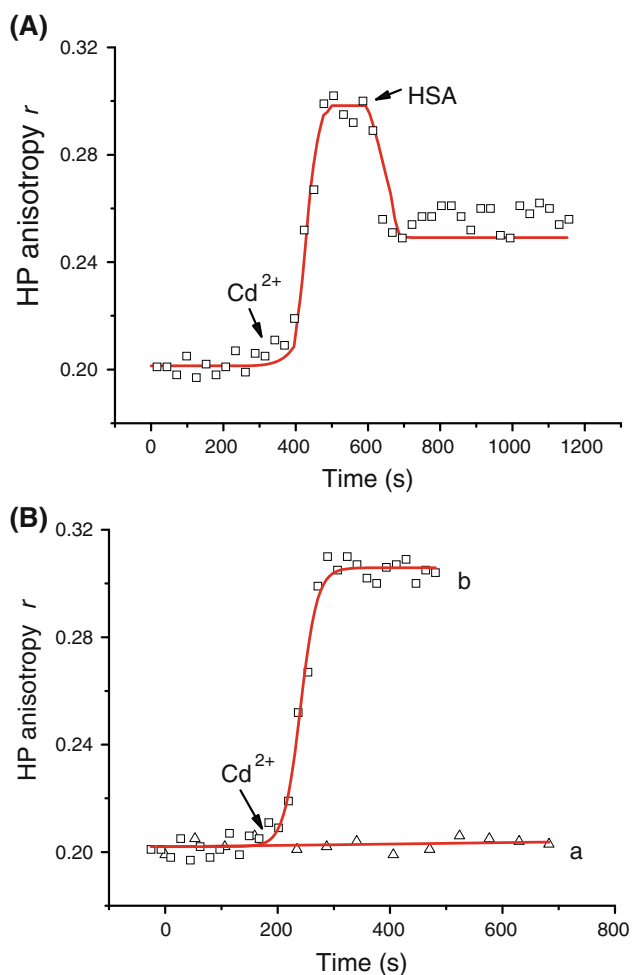 (A)
0.32
0.28
0.24
0.20
HP anisotropy r
HSA
Cd2+
0 200 400 600 800 1000 1200
Time (s)
(B)
0.32
0.28
0.24
0.20
HP anisotropy r
b
Cd2+
a
0 200 400 600 800
Time (s)